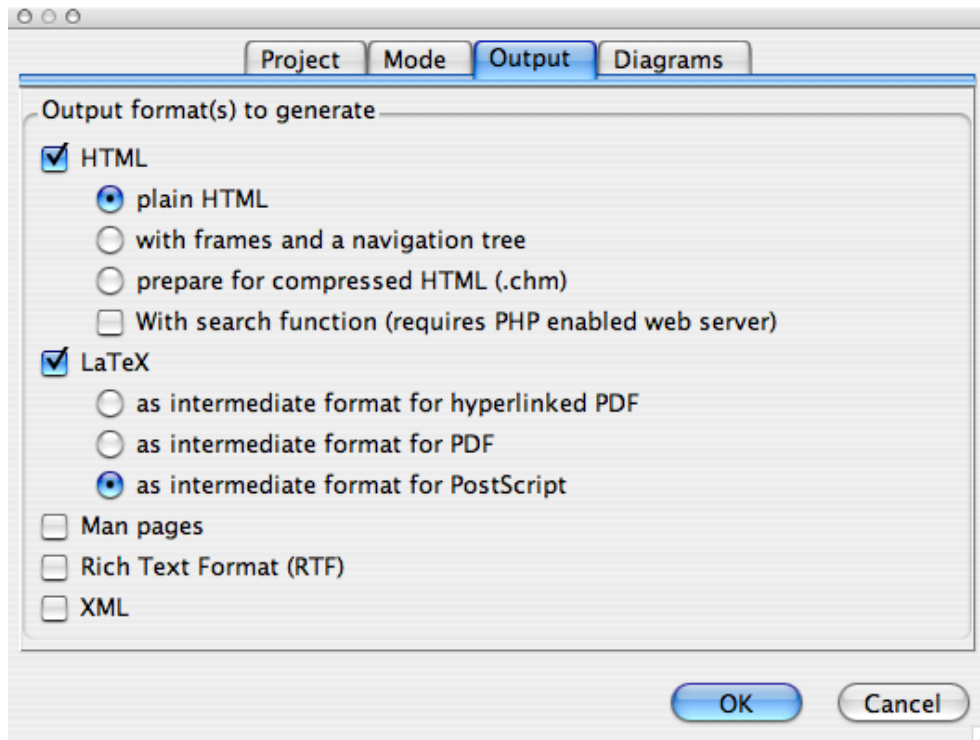 Project Mode Output Diagrams
Output format(s) to generate
HTML
plain HTML
with frames and a navigation tree
prepare for compressed HTML (.chm)
With search function (requires PHP enabled web server)
LaTeX
as intermediate format for hyperlinked PDF
as intermediate format for PDF
as intermediate format for PostScript
Man pages
Rich Text Format (RTF)
XML
OK Cancel